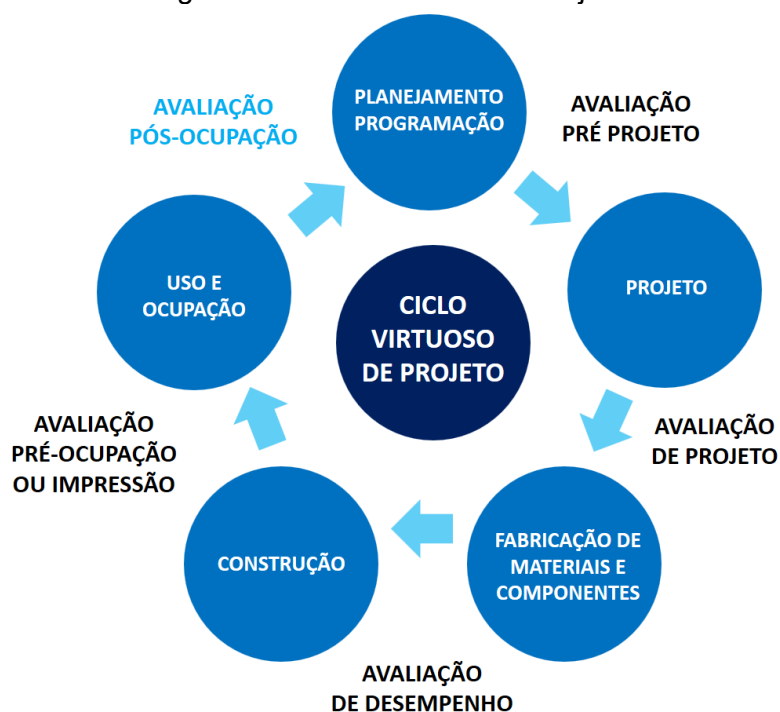 PLANEJAMENTO
PROGRAMAÇÃO
AVALIAÇÃO
PRÉ PROJETO
PROJETO
AVALIAÇÃO
DE PROJETO
FABRICAÇÃO DE
MATERIAIS E
COMPONENTES
AVALIAÇÃO
DE DESEMPENHO
CONSTRUÇÃO
AVALIAÇÃO
PRÉ-OCUPAÇÃO
OU IMPRESSÃO
USO E
OCUPAÇÃO
AVALIAÇÃO
PÓS-OCUPAÇÃO
CICLO
VIRTUOSO
DE PROJETO